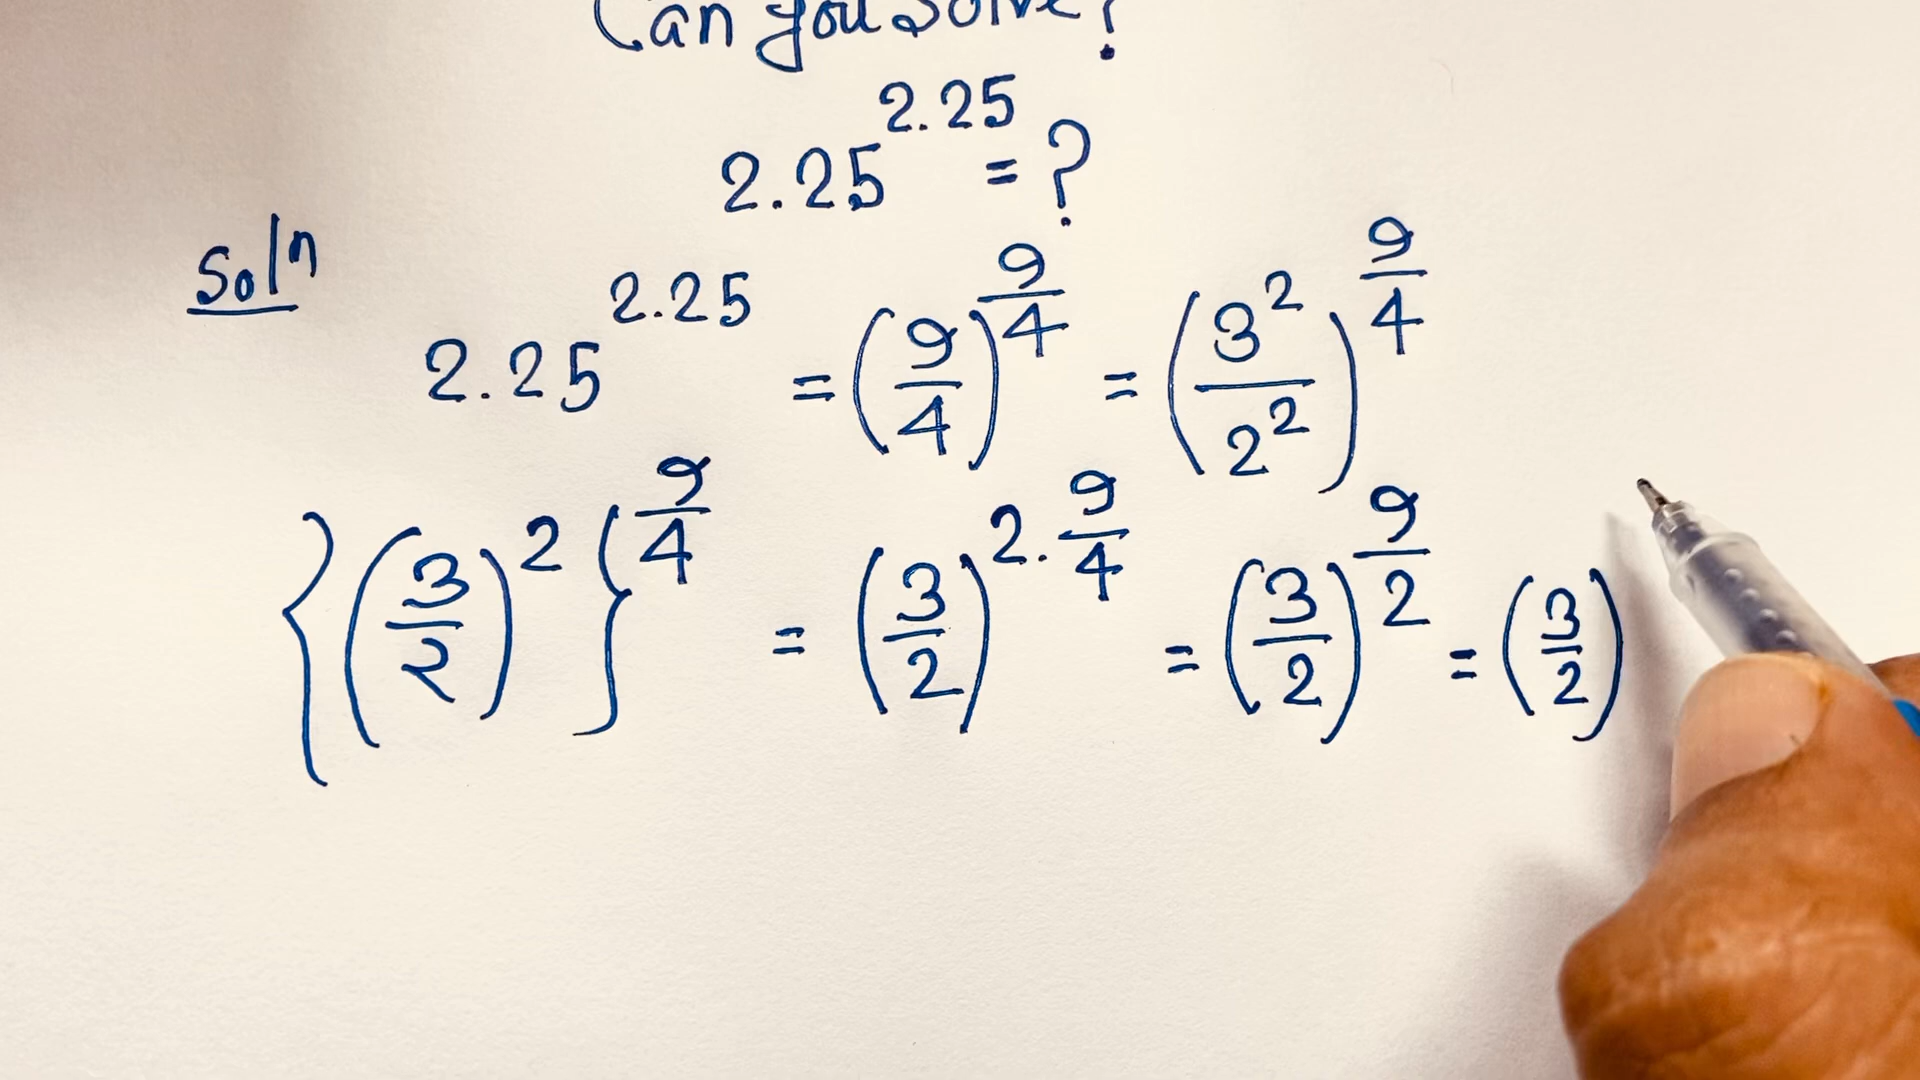 Can you solve?
2.25^2.25 = ?
Solⁿ
2.25^2.25 = (9/4)^(9/4) = (3²/2²)^(9/4)
{(3/2)²}^(9/4) = (3/2)^(2.9/4) = (3/2)^(9/2) = (3/2)